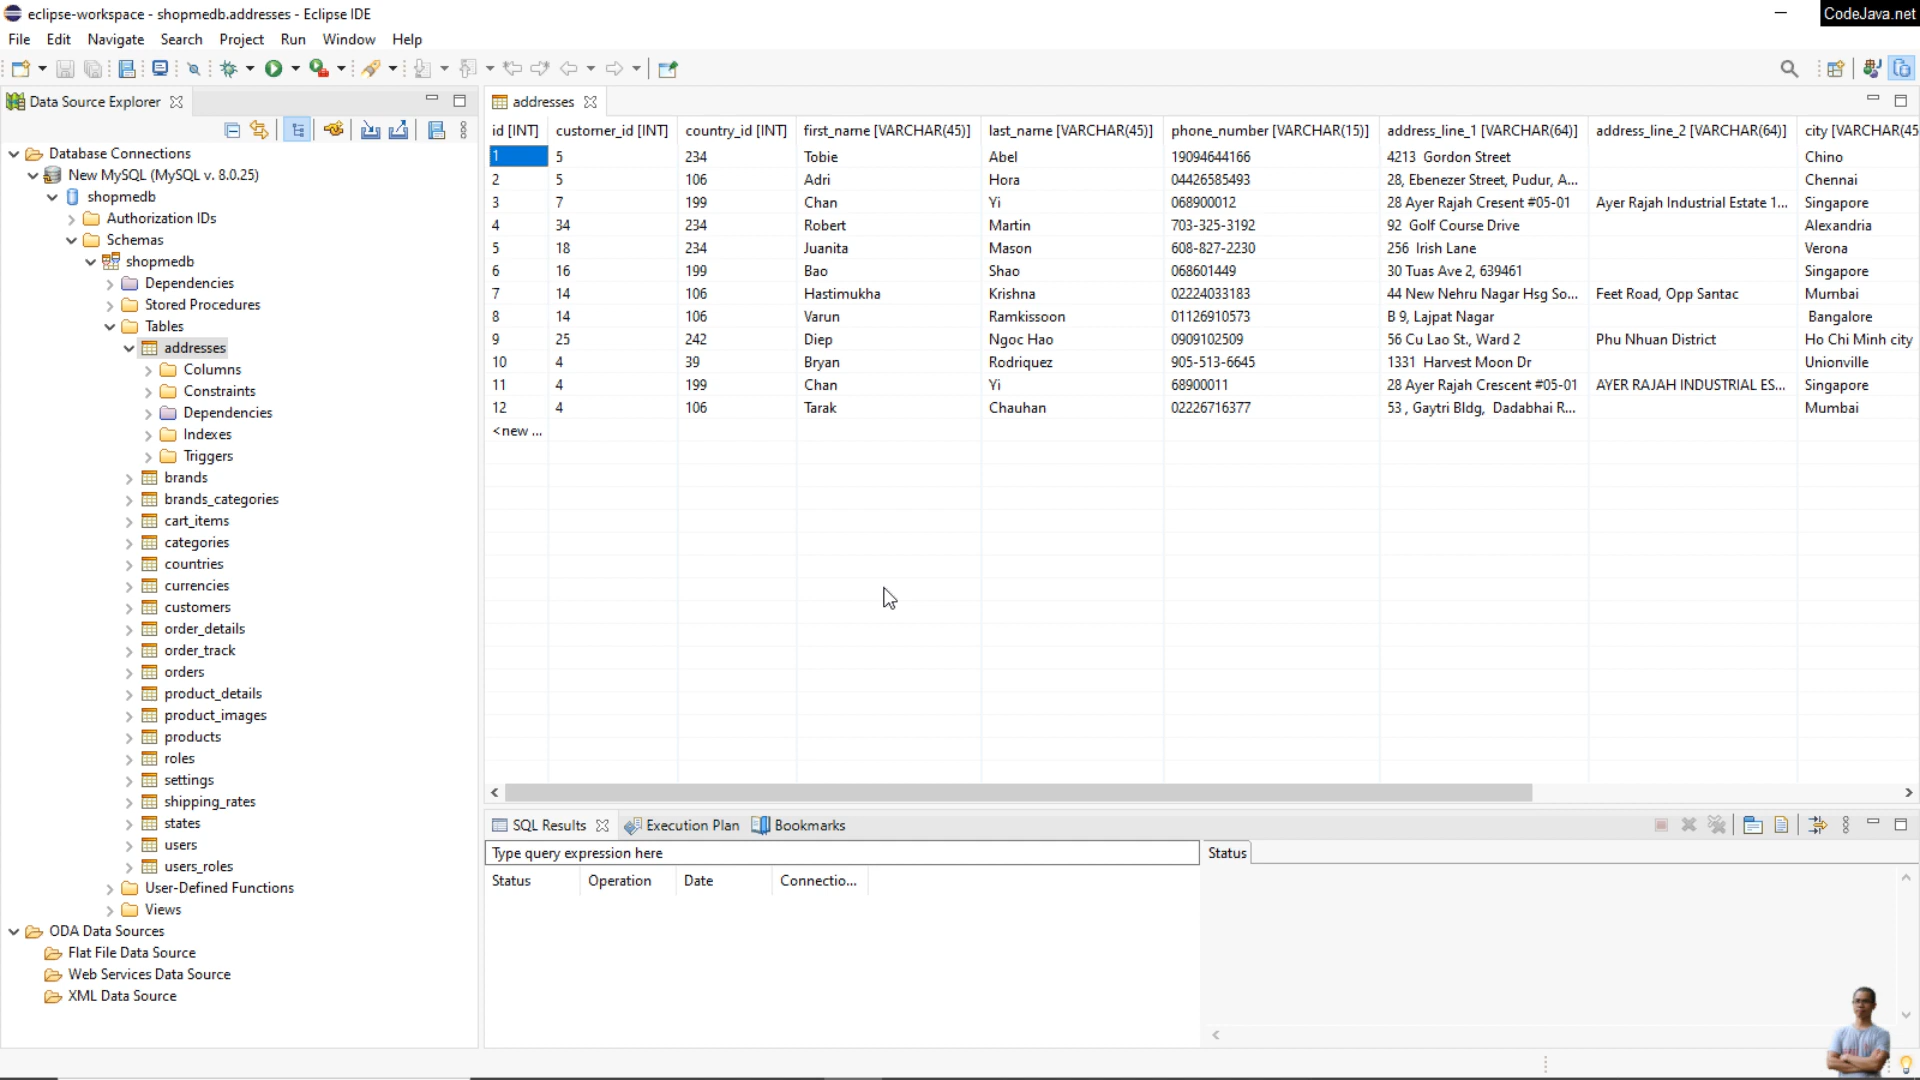 eclipse-workspace - shopmedb.addresses - Eclipse IDE
CodeJava.net
File Edit Navigate Search Project Run Window Help
Data Source Explorer
Database Connections
New MySQL (MySQL v. 8.0.25)
shopmedb
Authorization IDs
Schemas
shopmedb
Dependencies
Stored Procedures
Tables
addresses
Columns
Constraints
Dependencies
Indexes
Triggers
brands
brands_categories
cart_items
categories
countries
currencies
customers
order_details
order_track
orders
product_details
product_images
products
roles
settings
shipping_rates
states
users
users_roles
User-Defined Functions
Views
ODA Data Sources
Flat File Data Source
Web Services Data Source
XML Data Source
addresses
id [INT] customer_id [INT] country_id [INT] first_name [VARCHAR(45)] last_name [VARCHAR(45)] phone_number [VARCHAR(15)] address_line_1 [VARCHAR(64)] address_line_2 [VARCHAR(64)] city [VARCHAR(45
1 5 234 Tobie Abel 19094644166 4213 Gordon Street Chino
2 5 106 Adri Hora 04426585493 28, Ebenezer Street, Pudur, A... Chennai
3 7 199 Chan Yi 068900012 28 Ayer Rajah Cresent #05-01 Ayer Rajah Industrial Estate 1... Singapore
4 34 234 Robert Martin 703-325-3192 92 Golf Course Drive Alexandria
5 18 234 Juanita Mason 608-827-2230 256 Irish Lane Verona
6 16 199 Bao Shao 068601449 30 Tuas Ave 2, 639461 Singapore
7 14 106 Hastimukha Krishna 02224033183 44 New Nehru Nagar Hsg So... Feet Road, Opp Santac Mumbai
8 14 106 Varun Ramkissoon 01126910573 B 9, Lajpat Nagar Bangalore
9 25 242 Diep Ngoc Hao 0909102509 56 Cu Lao St., Ward 2 Phu Nhuan District Ho Chi Minh city
10 4 39 Bryan Rodriquez 905-513-6645 1331 Harvest Moon Dr Unionville
11 4 199 Chan Yi 68900011 28 Ayer Rajah Crescent #05-01 AYER RAJAH INDUSTRIAL ES... Singapore
12 4 106 Tarak Chauhan 02226716377 53 , Gaytri Bldg, Dadabhai R... Mumbai
<new ...
SQL Results Execution Plan Bookmarks
Type query expression here
Status Operation Date Connectio...
Status